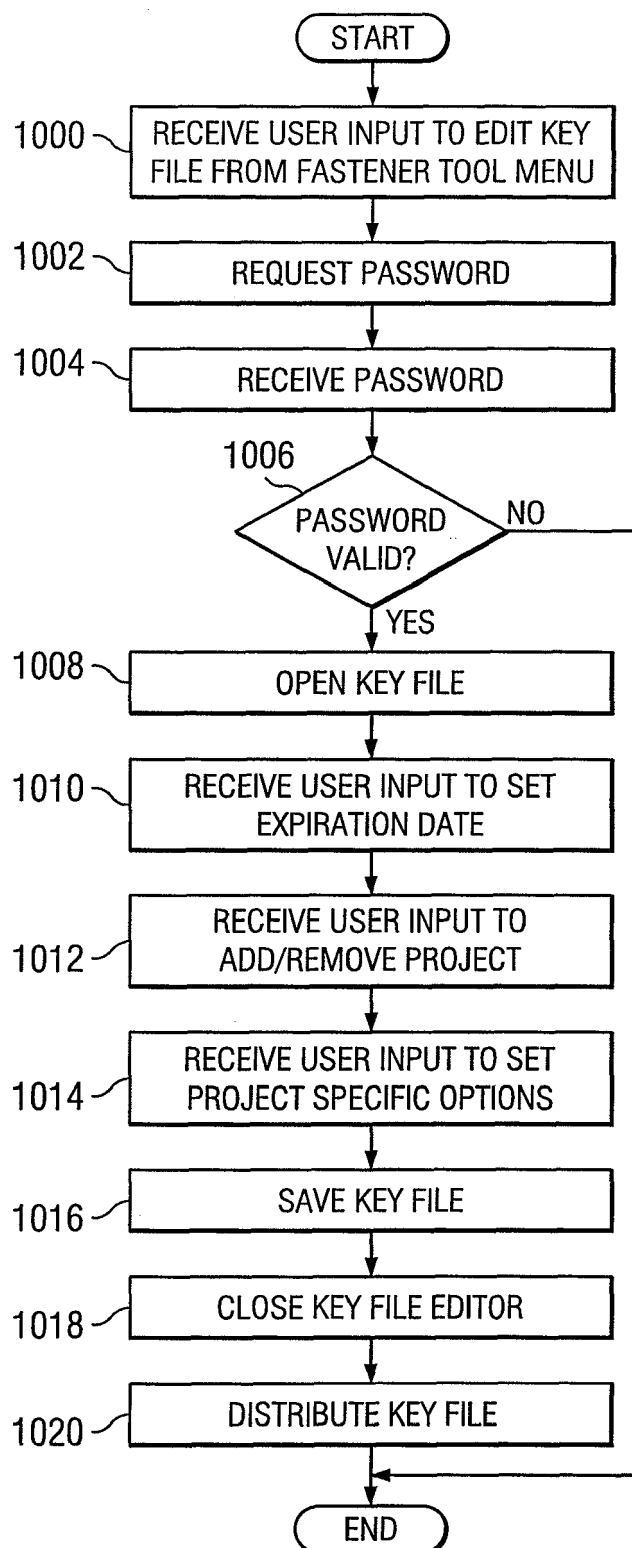 START
1000
RECEIVE USER INPUT TO EDIT KEY
FILE FROM FASTENER TOOL MENU
1002
REQUEST PASSWORD
1004
RECEIVE PASSWORD
1006
PASSWORD
VALID?
NO
YES
1008
OPEN KEY FILE
1010
RECEIVE USER INPUT TO SET
EXPIRATION DATE
1012
RECEIVE USER INPUT TO
ADD/REMOVE PROJECT
1014
RECEIVE USER INPUT TO SET
PROJECT SPECIFIC OPTIONS
1016
SAVE KEY FILE
1018
CLOSE KEY FILE EDITOR
1020
DISTRIBUTE KEY FILE
END